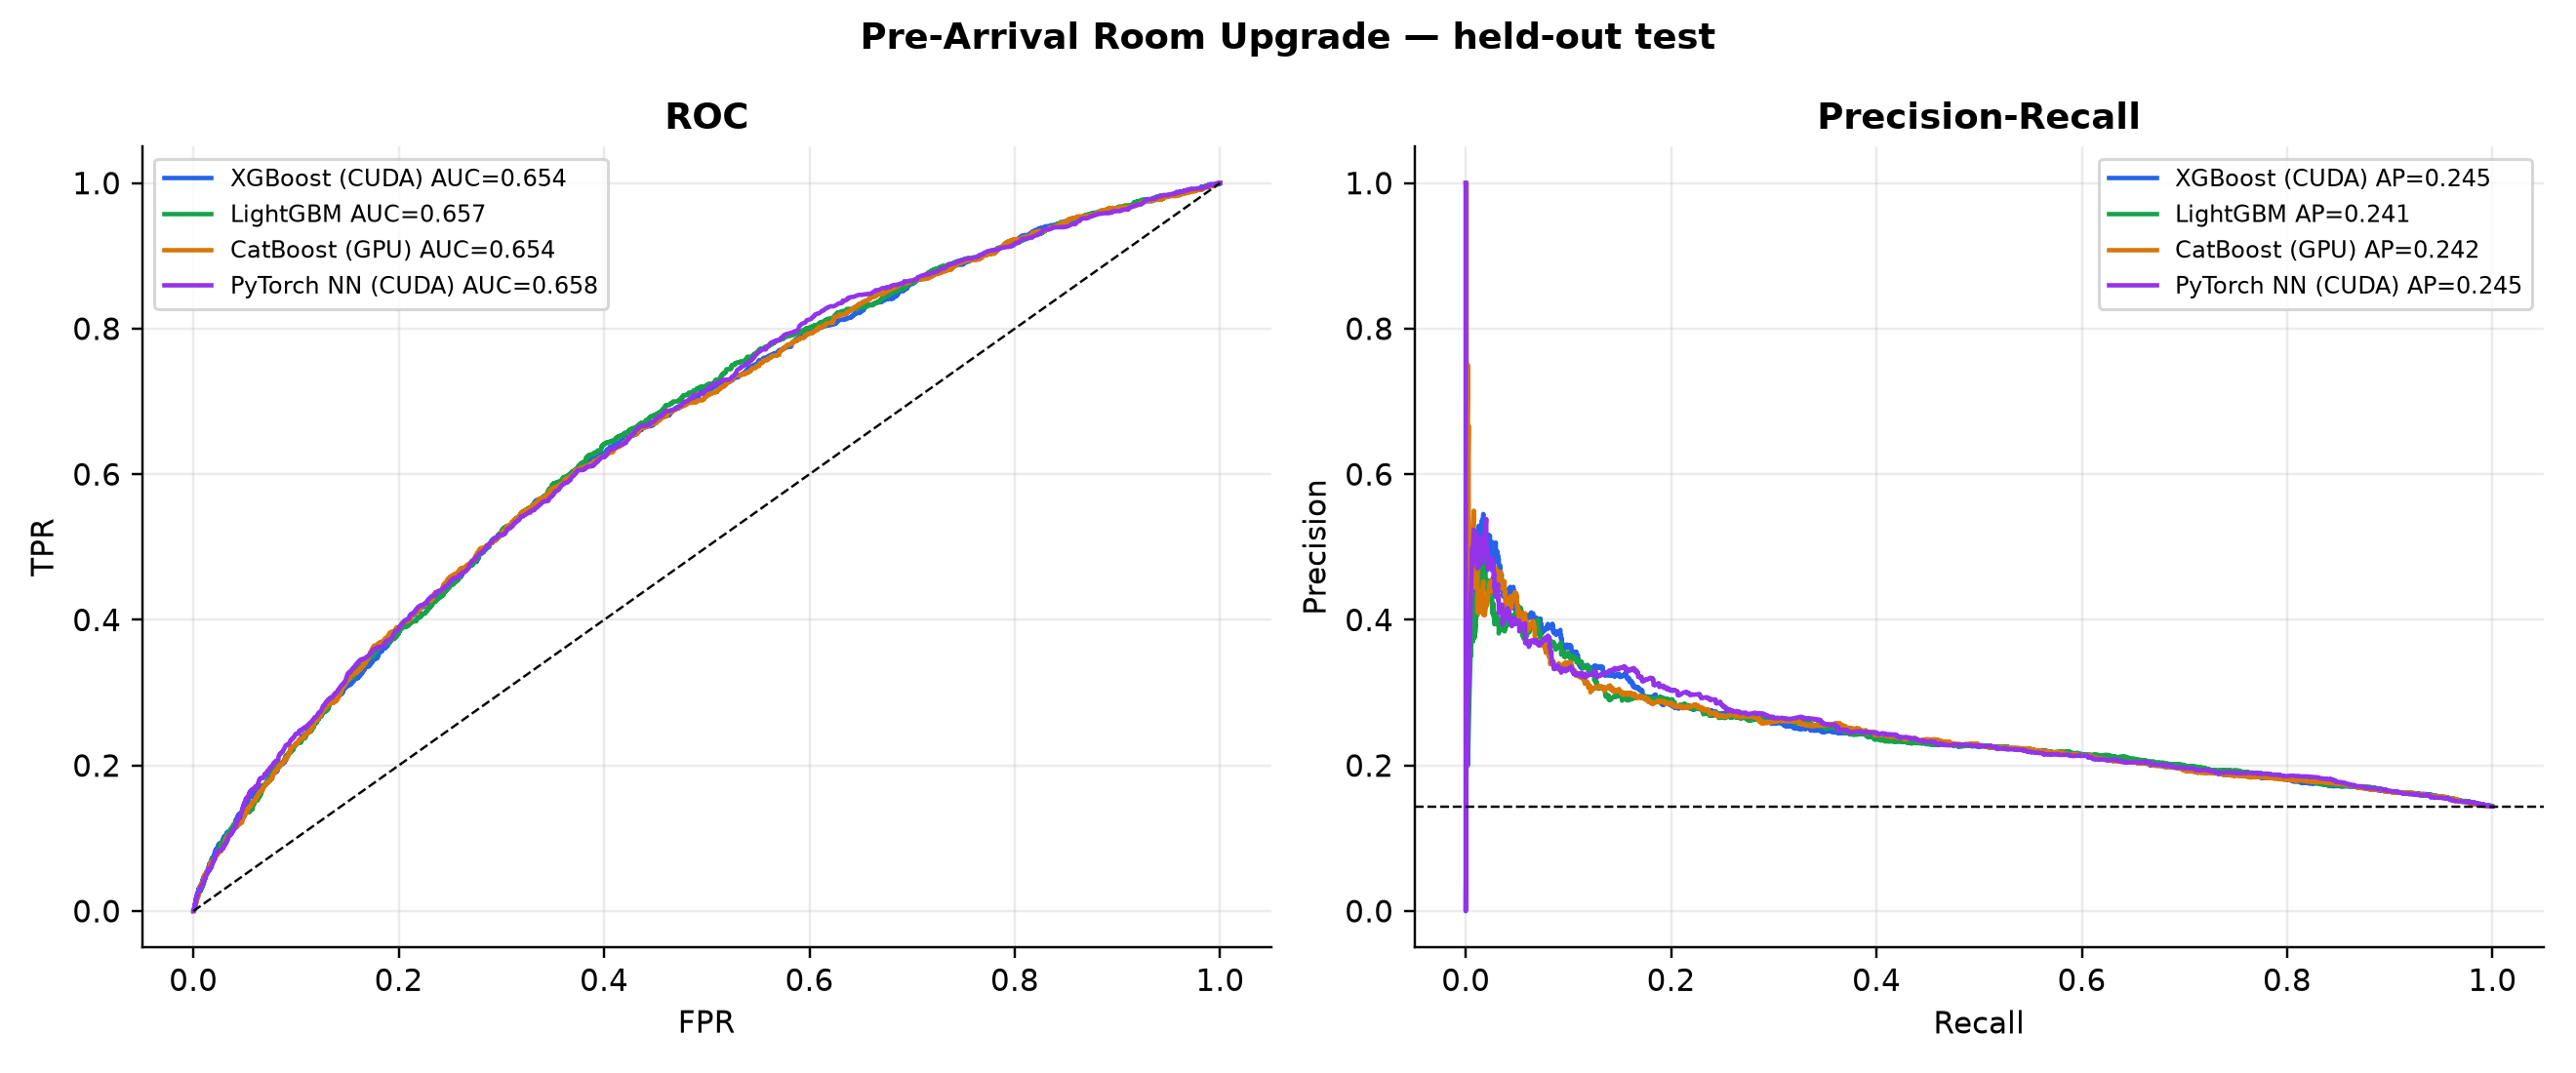 Pre-Arrival Room Upgrade — held-out test
ROC
XGBoost (CUDA) AUC=0.654
LightGBM AUC=0.657
CatBoost (GPU) AUC=0.654
PyTorch NN (CUDA) AUC=0.658
1.0
0.8
0.6
0.4
0.2
0.0
TPR
0.0 0.2 0.4 0.6 0.8 1.0
FPR
Precision-Recall
XGBoost (CUDA) AP=0.245
LightGBM AP=0.241
CatBoost (GPU) AP=0.242
PyTorch NN (CUDA) AP=0.245
1.0
0.8
0.6
0.4
0.2
0.0
Precision
0.0 0.2 0.4 0.6 0.8 1.0
Recall